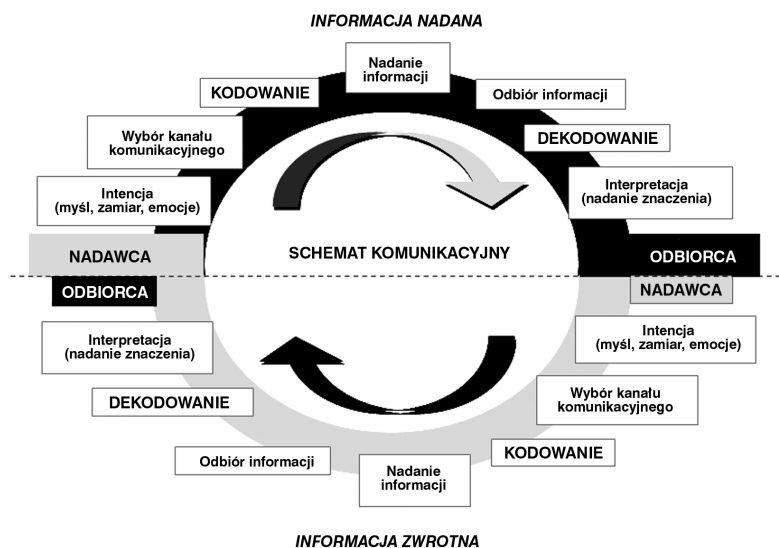 INFORMACJA NADANA
Nadanie
informacji
KODOWANIE
Odbiór informacji
Wybór kanału
komunikacyjnego
DEKODOWANIE
Intencja
(myśl, zamiar, emocje)
Interpretacja
(nadanie znaczenia)
NADAWCA
SCHEMAT KOMUNIKACYJNY
ODBIORCA
ODBIORCA
NADAWCA
Interpretacja
(nadanie znaczenia)
Intencja
(myśl, zamiar, emocje)
DEKODOWANIE
Wybór kanału
komunikacyjnego
Odbiór informacji
Nadanie
informacji
KODOWANIE
INFORMACJA ZWROTNA